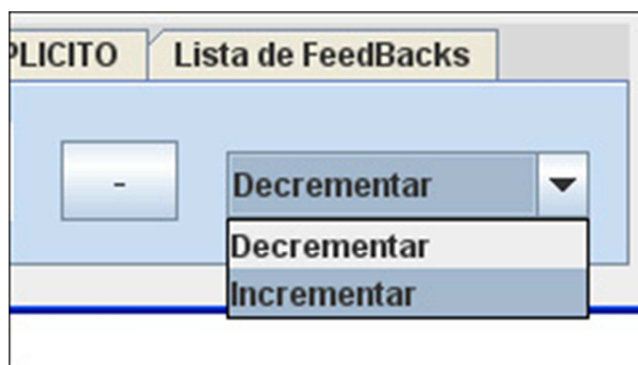 PLICITO
Lista de FeedBacks
-
Decrementar
Decrementar
Incrementar